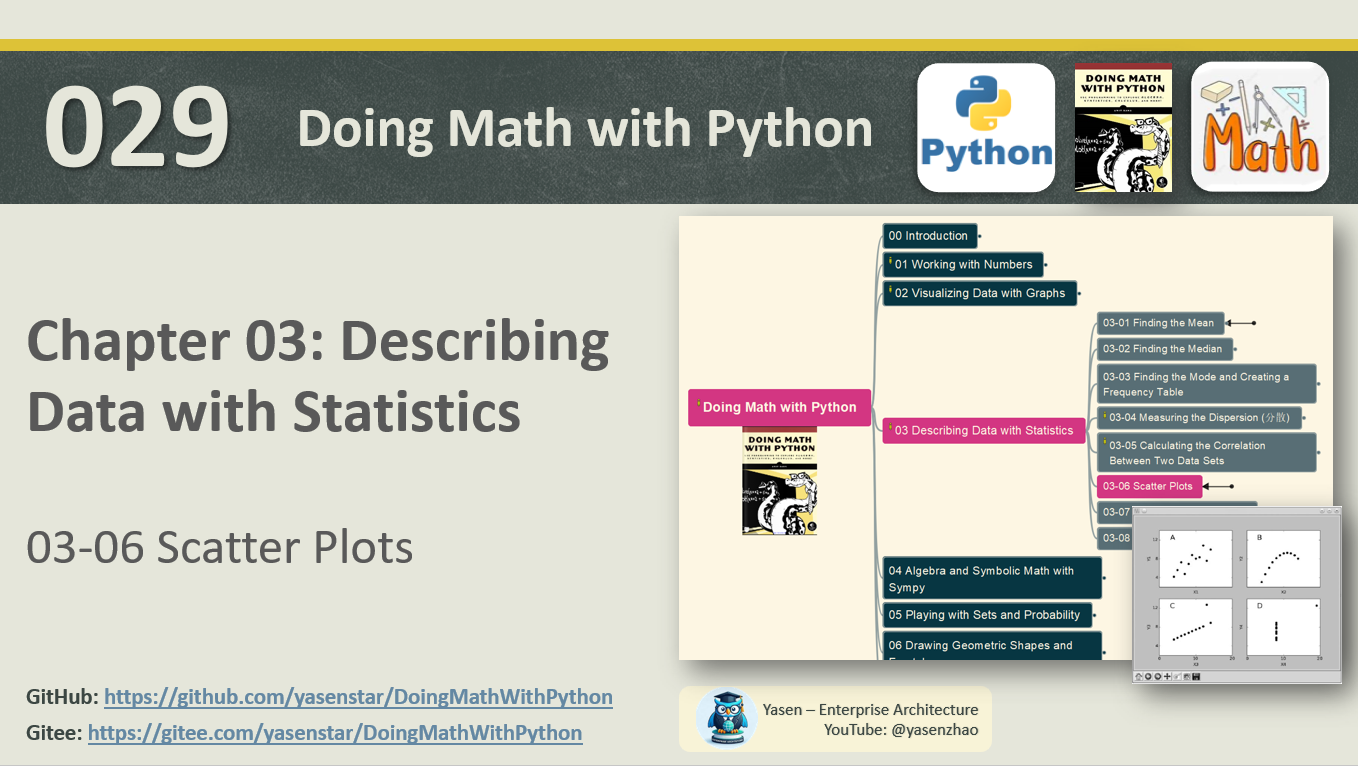 029
Doing Math with Python
Python
DOING MATH
WITH PYTHON
Math
Chapter 03: Describing
Data with Statistics
03-06 Scatter Plots
GitHub: https://github.com/yasenstar/DoingMathWithPython
Gitee: https://gitee.com/yasenstar/DoingMathWithPython
Doing Math with Python
DOING MATH
WITH PYTHON
00 Introduction
01 Working with Numbers
02 Visualizing Data with Graphs
03 Describing Data with Statistics
03-01 Finding the Mean
03-02 Finding the Median
03-03 Finding the Mode and Creating a
Frequency Table
03-04 Measuring the Dispersion (分散)
03-05 Calculating the Correlation
Between Two Data Sets
03-06 Scatter Plots
03-07
03-08
04 Algebra and Symbolic Math with
Sympy
05 Playing with Sets and Probability
06 Drawing Geometric Shapes and
A
B
C
D
Yasen – Enterprise Architecture
YouTube: @yasenzhao